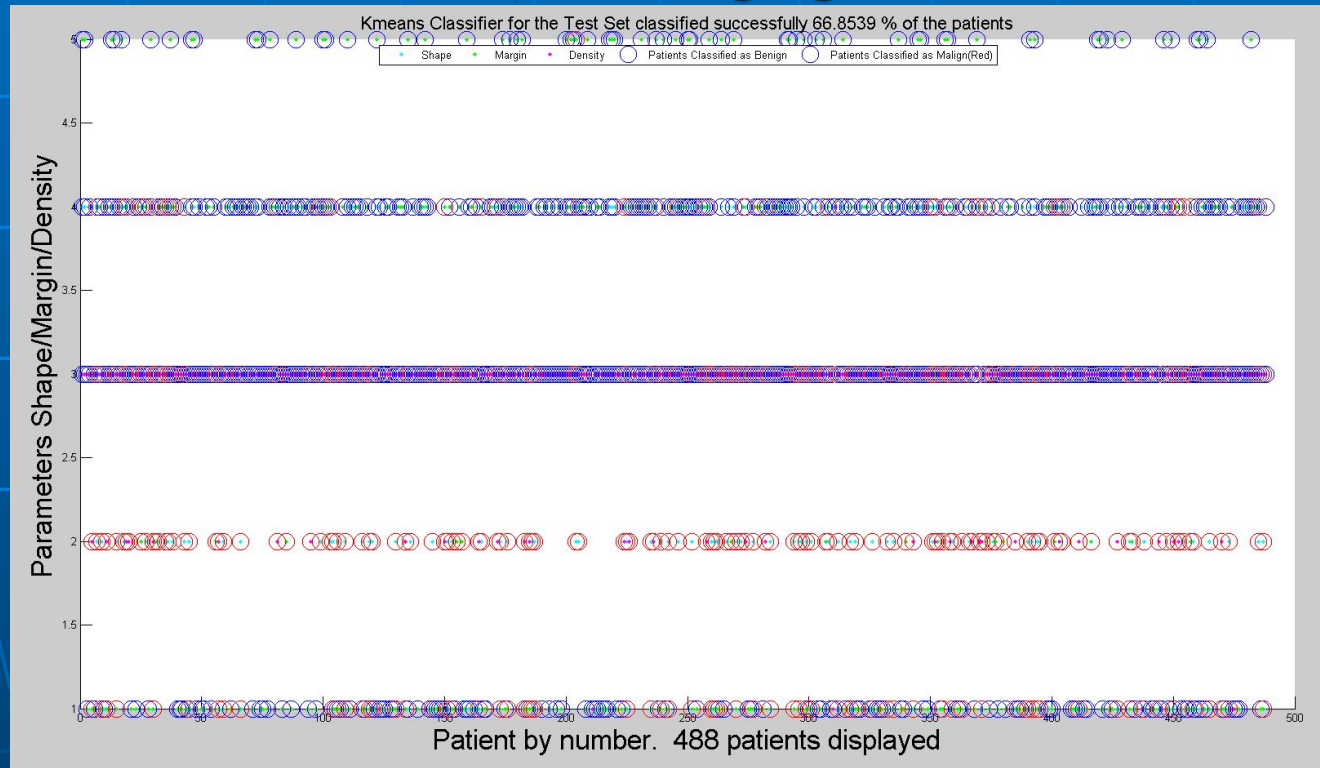 Kmeans Classifier for the Test Set classified successfully 66.8539 % of the patients
Shape Margin Density Patients Classified as Benign Patients Classified as Malign(Red)
Parameters Shape/Margin/Density
5
4.5
4
3.5
3
2.5
2
1.5
1
0 50 100 150 200 250 300 350 400 450 500
Patient by number. 488 patients displayed